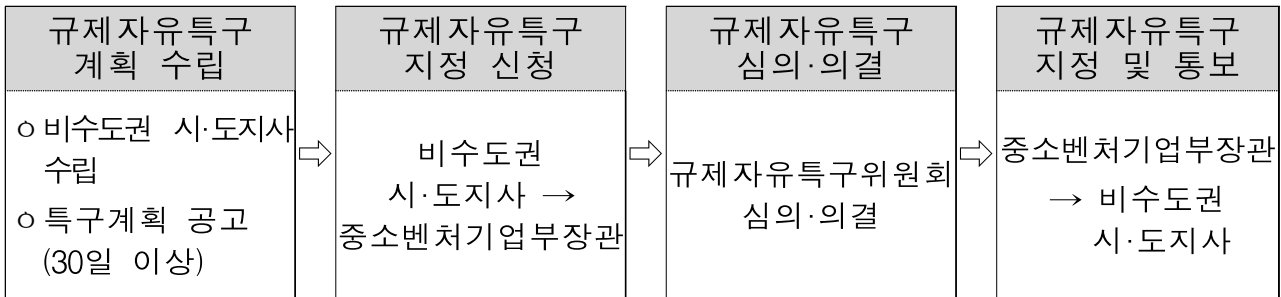 규제자유특구
계획 수립
ㅇ 비수도권 시·도지사
수립
ㅇ 특구계획 공고
(30일 이상)
⇨
규제자유특구
지정 신청
비수도권
시·도지사 →
중소벤처기업부장관
⇨
규제자유특구
심의·의결
규제자유특구위원회
심의·의결
⇨
규제자유특구
지정 및 통보
중소벤처기업부장관
→ 비수도권
시·도지사